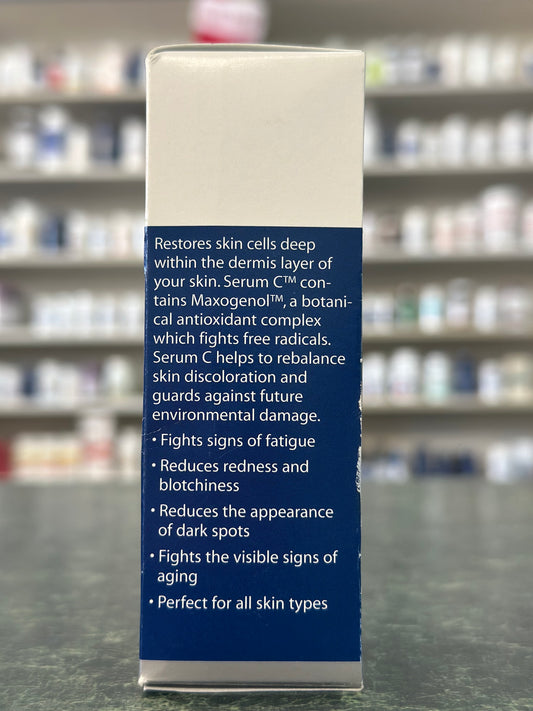 Restores skin cells deep
within the dermis layer of
your skin. Serum C™ con-
tains Maxogenol™, a botani-
cal antioxidant complex
which fights free radicals.
Serum C helps to rebalance
skin discoloration and
guards against future
environmental damage.
• Fights signs of fatigue
• Reduces redness and
blotchiness
• Reduces the appearance
of dark spots
• Fights the visible signs of
aging
• Perfect for all skin types